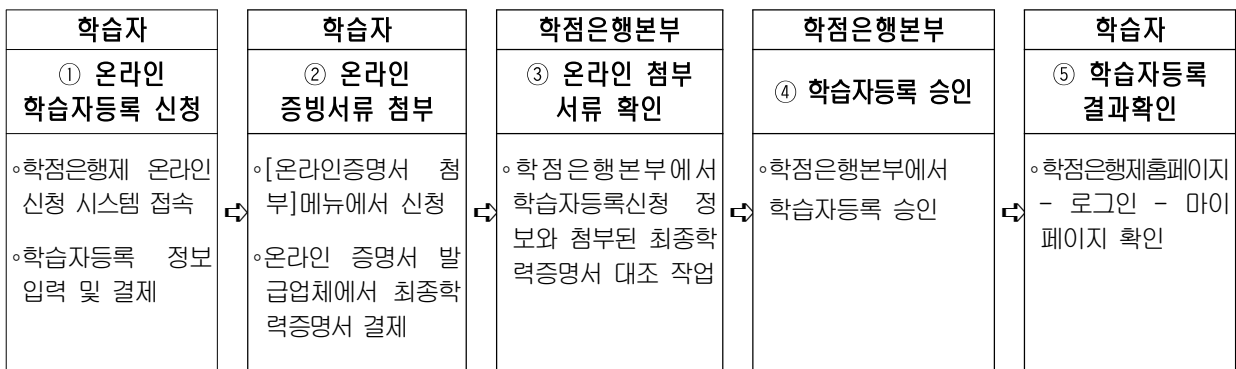 학습자
① 온라인
학습자등록 신청
◦학점은행제 온라인
신청 시스템 접속
◦학습자등록 정보
입력 및 결제
학습자
② 온라인
증빙서류 첨부
◦[온라인증명서 첨
부]메뉴에서 신청
◦온라인 증명서 발
급업체에서 최종학
력증명서 결제
학점은행본부
③ 온라인 첨부
서류 확인
◦학점은행본부에서
학습자등록신청 정
보와 첨부된 최종학
력증명서 대조 작업
학점은행본부
④ 학습자등록 승인
◦학점은행본부에서
학습자등록 승인
학습자
⑤ 학습자등록
결과확인
◦학점은행제홈페이지
- 로그인 - 마이
페이지 확인